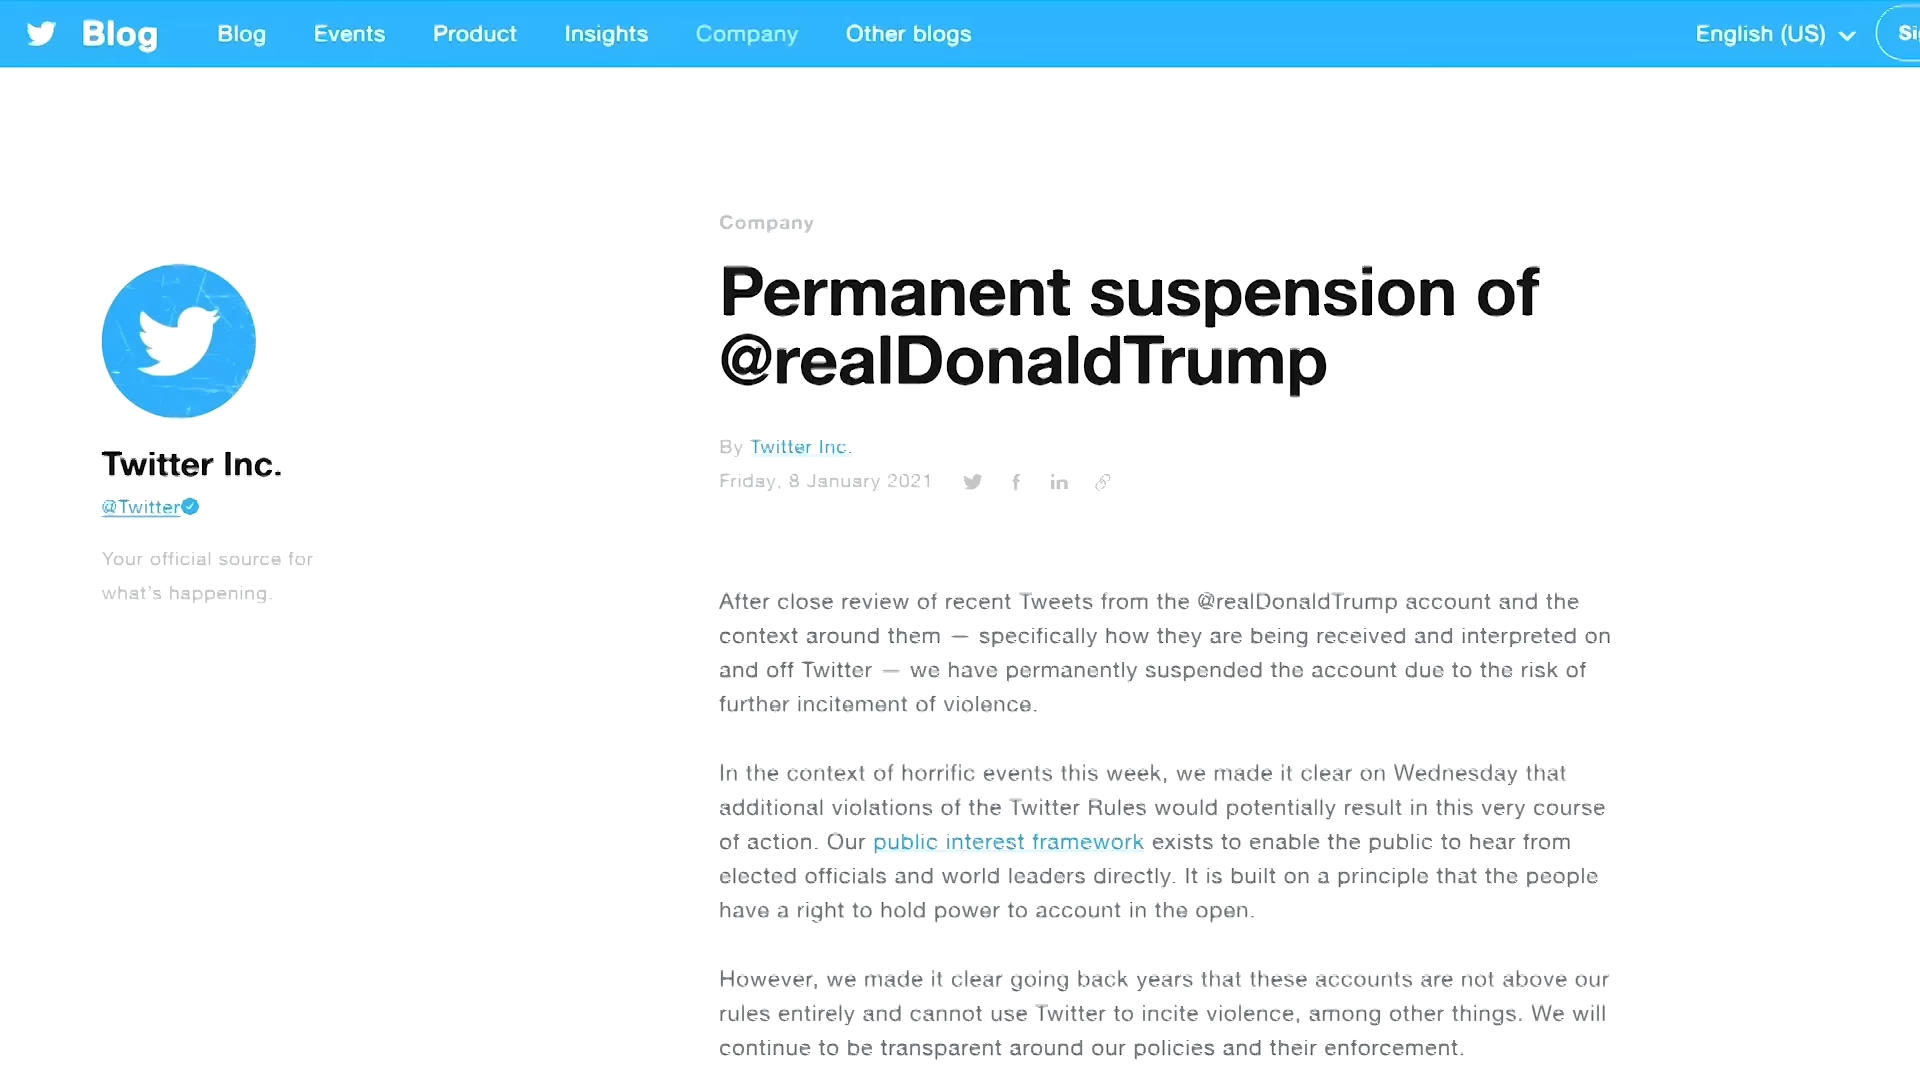 Blog
Blog Events Product Insights Company Other blogs
English (US)
Company
Permanent suspension of
@realDonaldTrump
By Twitter Inc.
Friday, 8 January 2021
Twitter Inc.
@Twitter
Your official source for
what's happening.
After close review of recent Tweets from the @realDonaldTrump account and the
context around them — specifically how they are being received and interpreted on
and off Twitter — we have permanently suspended the account due to the risk of
further incitement of violence.
In the context of horrific events this week, we made it clear on Wednesday that
additional violations of the Twitter Rules would potentially result in this very course
of action. Our public interest framework exists to enable the public to hear from
elected officials and world leaders directly. It is built on a principle that the people
have a right to hold power to account in the open.
However, we made it clear going back years that these accounts are not above our
rules entirely and cannot use Twitter to incite violence, among other things. We will
continue to be transparent around our policies and their enforcement.